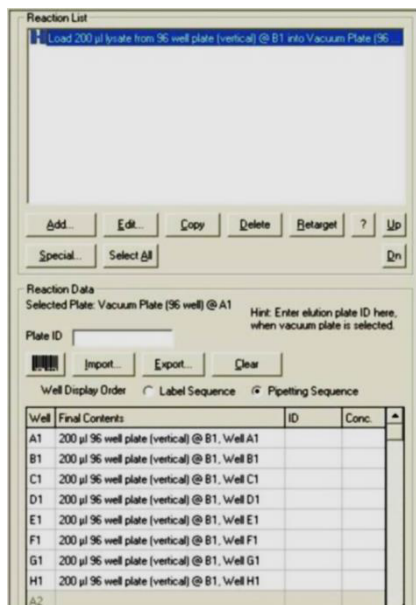 Reaction List
Load 200 µl lysate from 96 well plate (vertical) @ B1 into Vacuum Plate (96
Add... Edit... Copy Delete Retarget ? Up
Special... Select All Dn
Reaction Data
Selected Plate: Vacuum Plate (96 well) @ A1
Hint: Enter elution plate ID here,
when vacuum plate is selected.
Plate ID
Import... Export... Clear
Well Display Order Label Sequence Pipetting Sequence
Well Final Contents ID Conc.
A1 200 µl 96 well plate (vertical) @ B1, Well A1
B1 200 µl 96 well plate (vertical) @ B1, Well B1
C1 200 µl 96 well plate (vertical) @ B1, Well C1
D1 200 µl 96 well plate (vertical) @ B1, Well D1
E1 200 µl 96 well plate (vertical) @ B1, Well E1
F1 200 µl 96 well plate (vertical) @ B1, Well F1
G1 200 µl 96 well plate (vertical) @ B1, Well G1
H1 200 µl 96 well plate (vertical) @ B1, Well H1
A2